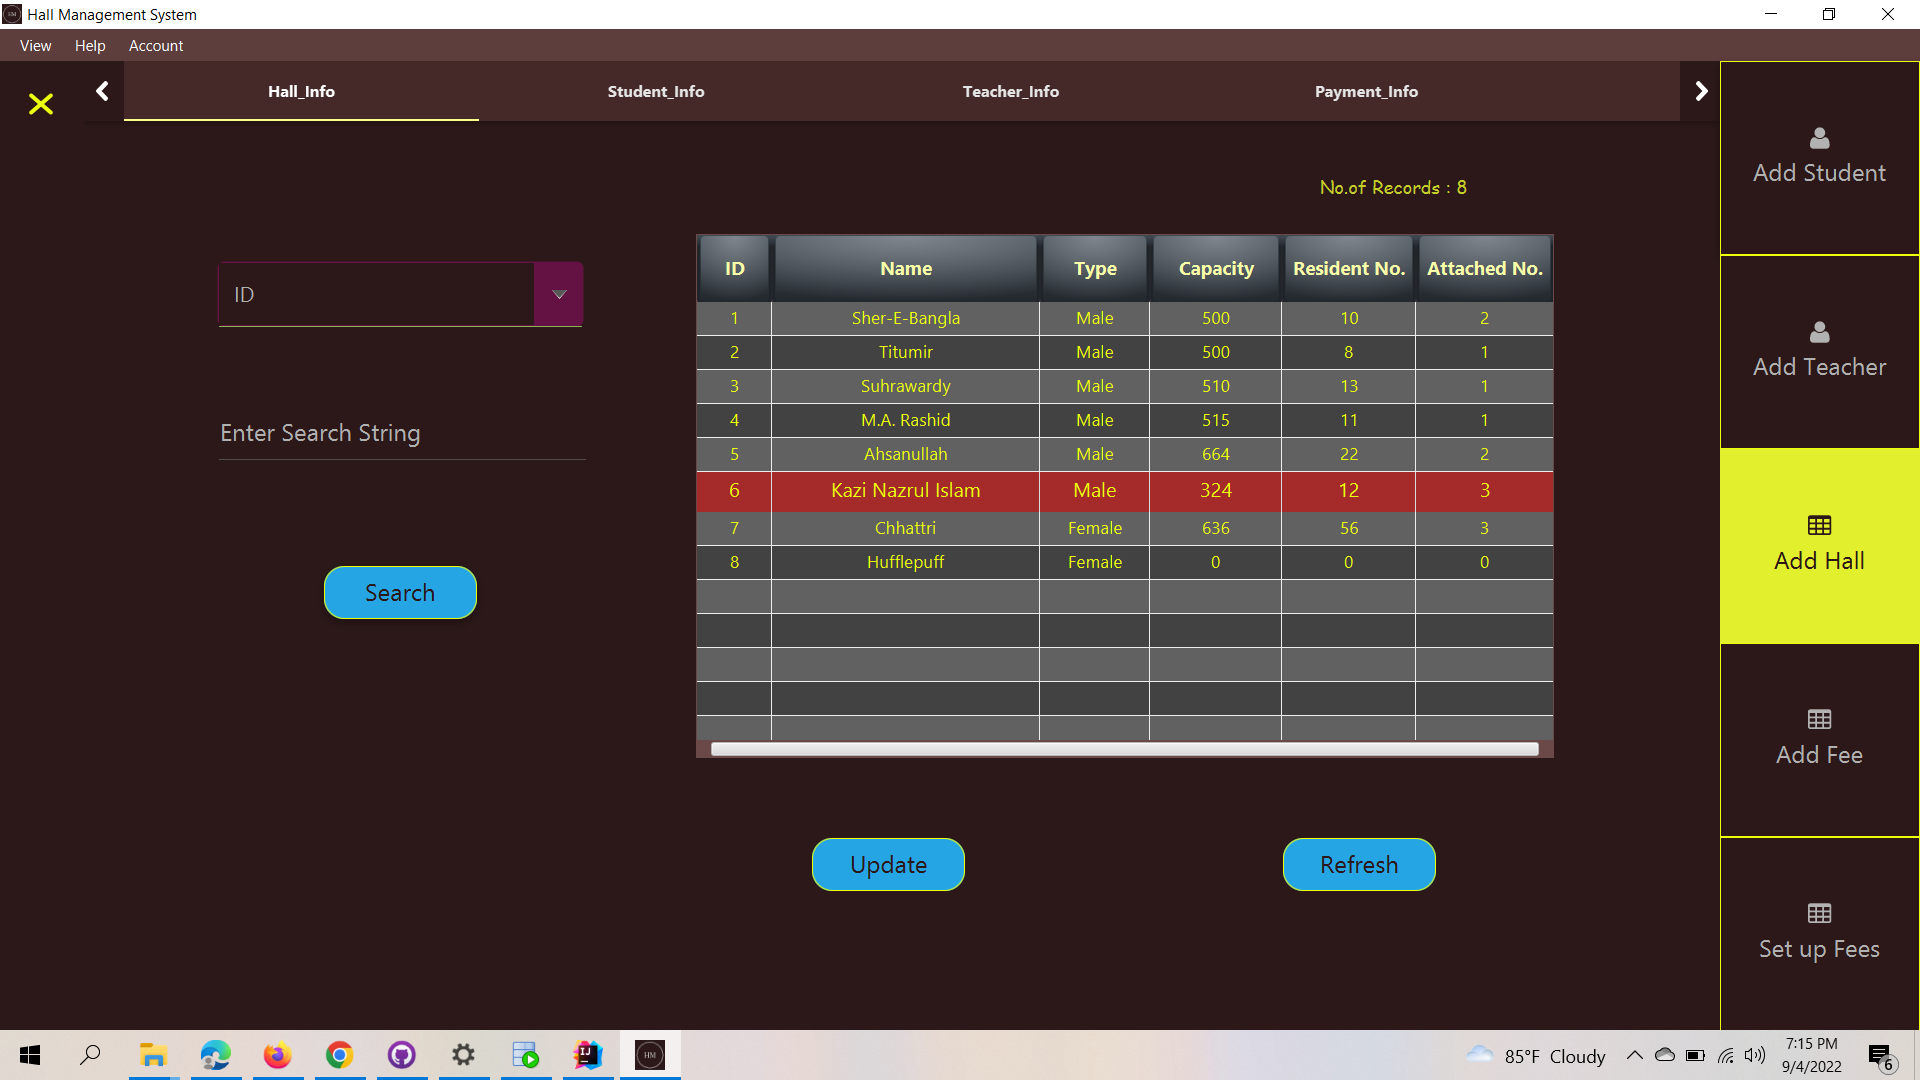 Hall Management System
View Help Account
Hall_Info Student_Info Teacher_Info Payment_Info
No.of Records : 8
ID
Enter Search String
Search
ID Name Type Capacity Resident No. Attached No.
1 Sher-E-Bangla Male 500 10 2
2 Titumir Male 500 8 1
3 Suhrawardy Male 510 13 1
4 M.A. Rashid Male 515 11 1
5 Ahsanullah Male 664 22 2
6 Kazi Nazrul Islam Male 324 12 3
7 Chhattri Female 636 56 3
8 Hufflepuff Female 0 0 0
Update Refresh
Add Student
Add Teacher
Add Hall
Add Fee
Set up Fees
IJ
HM
85°F Cloudy
7:15 PM
9/4/2022
6